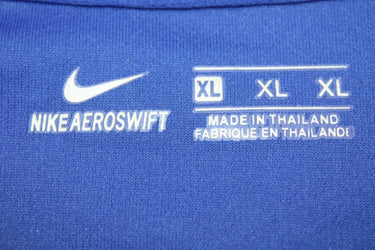 NIKE AEROSWIFT
XL XL XL
MADE IN THAILAND
FABRIQUE EN THAILANDE